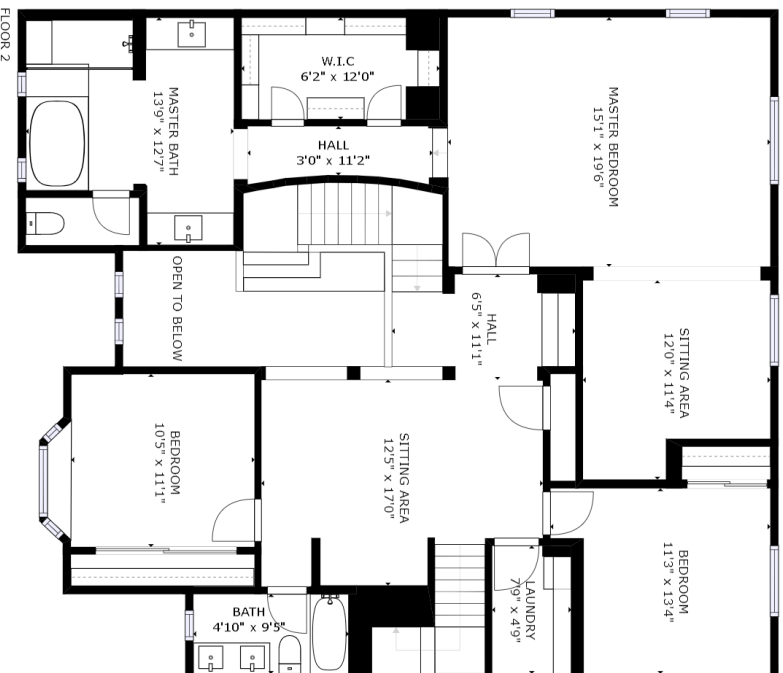 FLOOR 2
W.I.C
6'2" x 12'0"
MASTER BATH
13'9" x 12'7"
HALL
3'0" x 11'2"
MASTER BEDROOM
15'1" x 19'6"
OPEN TO BELOW
HALL
6'5" x 11'1"
SITTING AREA
12'0" x 11'4"
BEDROOM
10'5" x 11'1"
SITTING AREA
12'5" x 17'0"
BEDROOM
11'3" x 13'4"
LAUNDRY
7'9" x 4'9"
BATH
4'10" x 9'5"